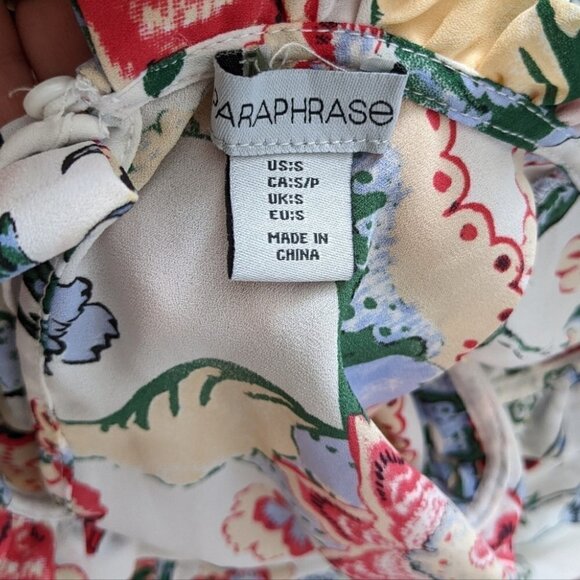 PARAPHRASe
US:S
CA:S/P
UK:S
EU:S
MADE IN
CHINA